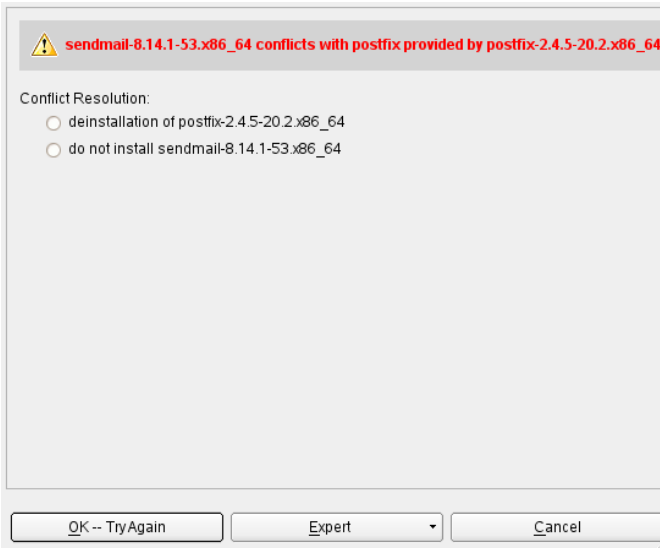 sendmail-8.14.1-53.x86_64 conflicts with postfix provided by postfix-2.4.5-20.2.x86_64
Conflict Resolution:
deinstallation of postfix-2.4.5-20.2.x86_64
do not install sendmail-8.14.1-53.x86_64
OK -- Try Again
Expert
Cancel